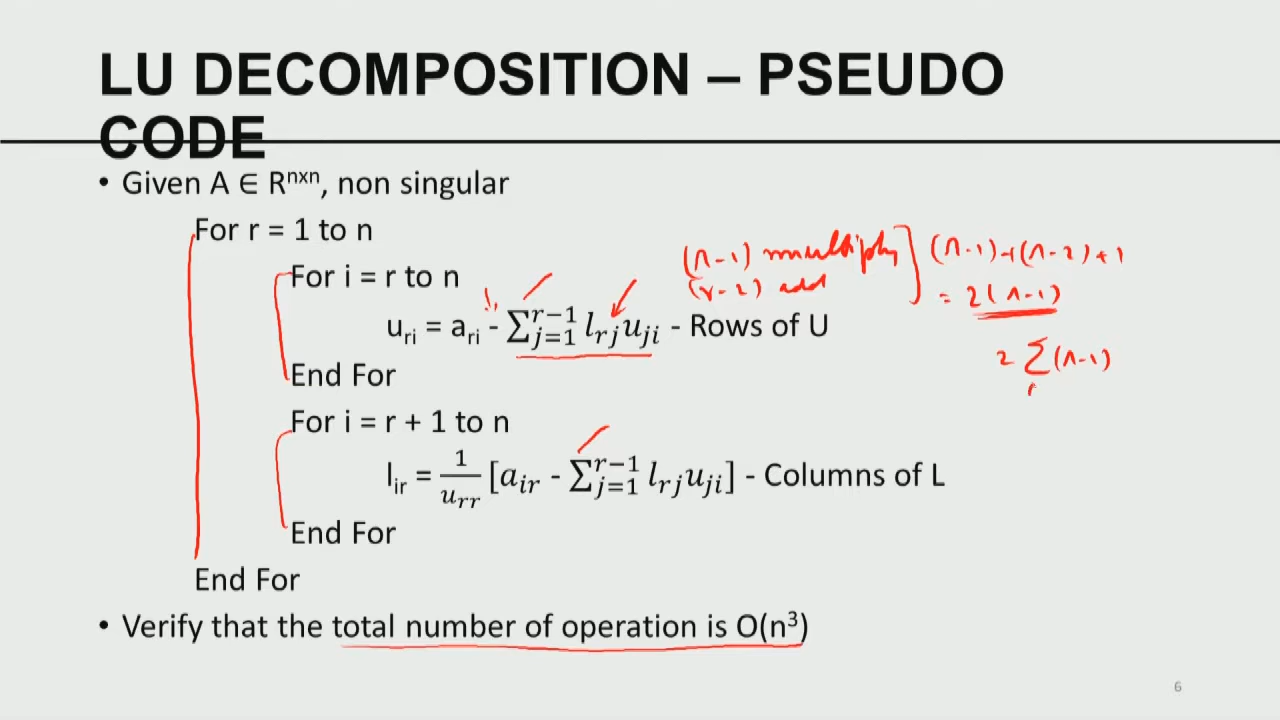 LU DECOMPOSITION – PSEUDO
CODE
• Given A ∈ Rⁿˣⁿ, non singular
For r = 1 to n
For i = r to n
u_ri = a_ri - ∑_{j=1}^{r−1} l_rj u_ji - Rows of U
End For
For i = r + 1 to n
l_ir = 1/u_rr [a_ir - ∑_{j=1}^{r−1} l_rj u_ji] - Columns of L
End For
End For
• Verify that the total number of operation is O(n³)
(r-1) multiply
(r-2) add
(r-1)+(r-2)+1
= 2(r-1)
2 ∑ (r-1)
6